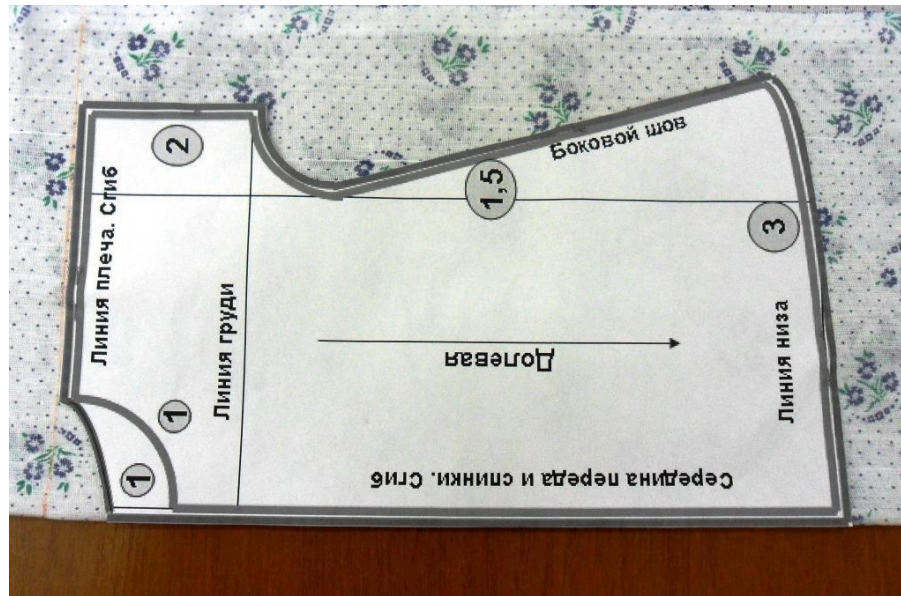 Линия плеча. Сгиб
2
Линия груди
1
1
Боковой шов
1,5
3
Долевая
Линия низа
Середина переда и спинки. Сгиб